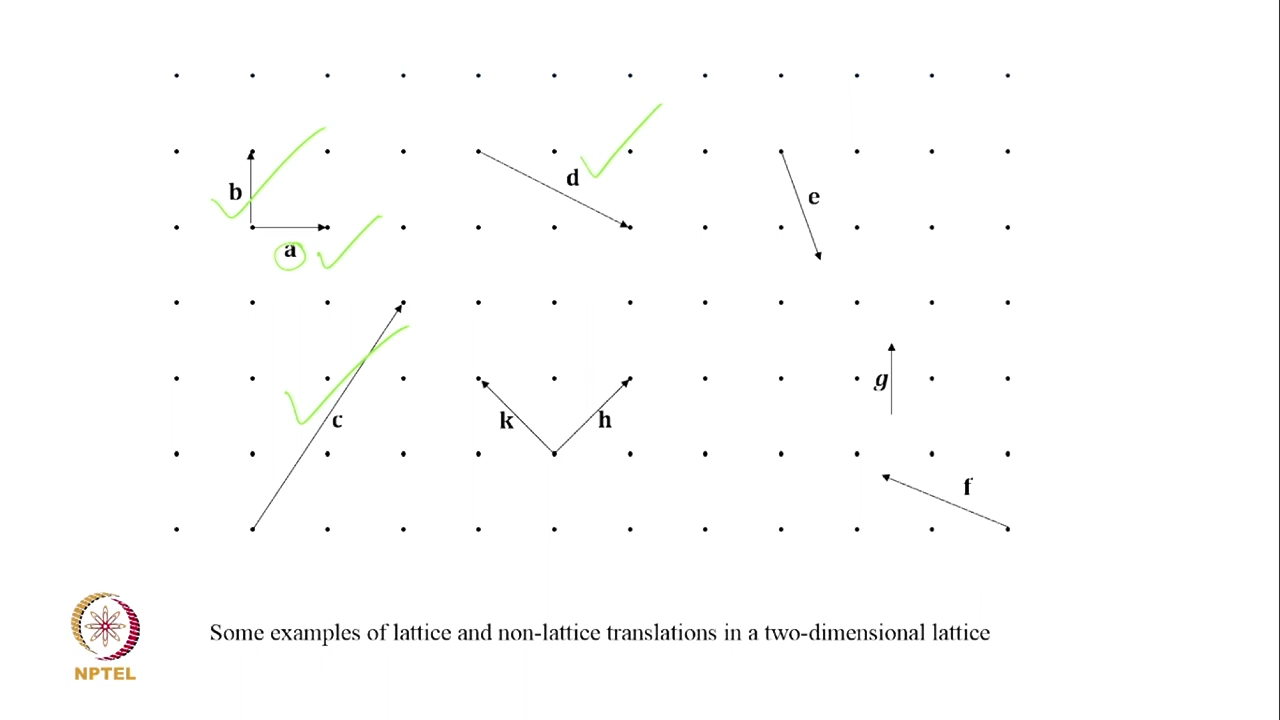 b
d
e
a
g
c
k
h
f
Some examples of lattice and non-lattice translations in a two-dimensional lattice
NPTEL